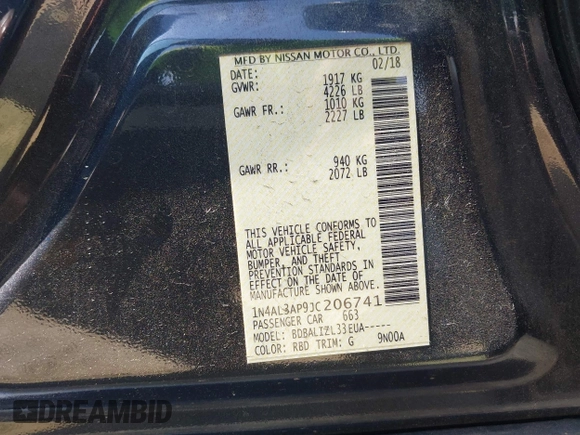 MFD BY NISSAN MOTOR CO., LTD.
DATE: 02/18
GVWR: 1917 KG
4226 LB
GAWR FR.: 1010 KG
2227 LB
GAWR RR.: 940 KG
2072 LB
THIS VEHICLE CONFORMS TO
ALL APPLICABLE FEDERAL
MOTOR VEHICLE SAFETY,
BUMPER, AND THEFT
PREVENTION STANDARDS IN
EFFECT ON THE DATE OF
MANUFACTURE SHOWN ABOVE.
1N4AL3AP9JC206741
PASSENGER CAR 663
MODEL: BDBALIZL33EUA-----
COLOR: RBD TRIM: G 9N00A
DREAMBID